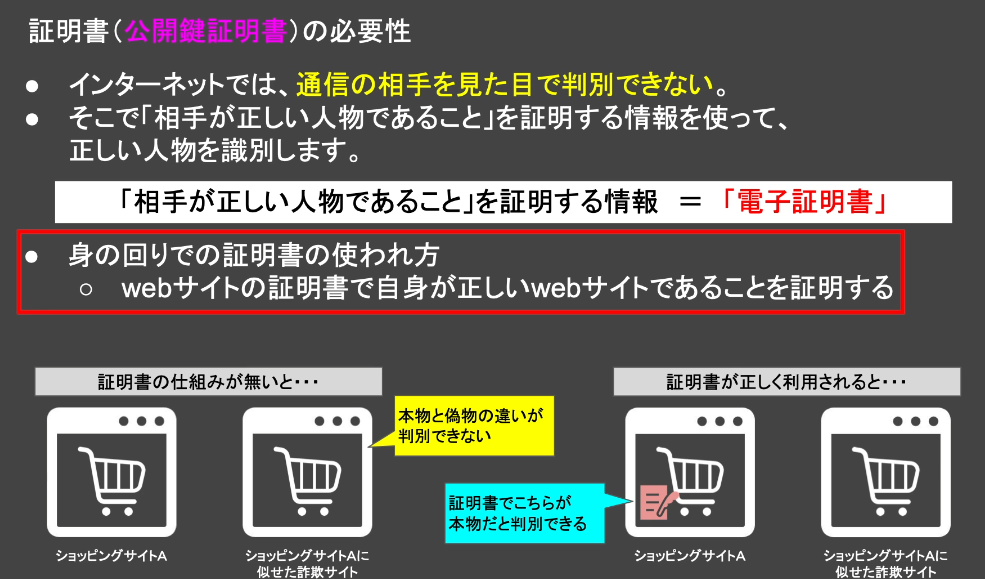 証明書（公開鍵証明書）の必要性
● インターネットでは、通信の相手を見た目で判別できない。
● そこで「相手が正しい人物であること」を証明する情報を使って、
正しい人物を識別します。
「相手が正しい人物であること」を証明する情報 ＝ 「電子証明書」
● 身の回りでの証明書の使われ方
○ webサイトの証明書で自身が正しいwebサイトであることを証明する
証明書の仕組みが無いと・・・
本物と偽物の違いが
判別できない
ショッピングサイトA
ショッピングサイトAに
似せた詐欺サイト
証明書が正しく利用されると・・・
証明書でこちらが
本物だと判別できる
ショッピングサイトA
ショッピングサイトAに
似せた詐欺サイト